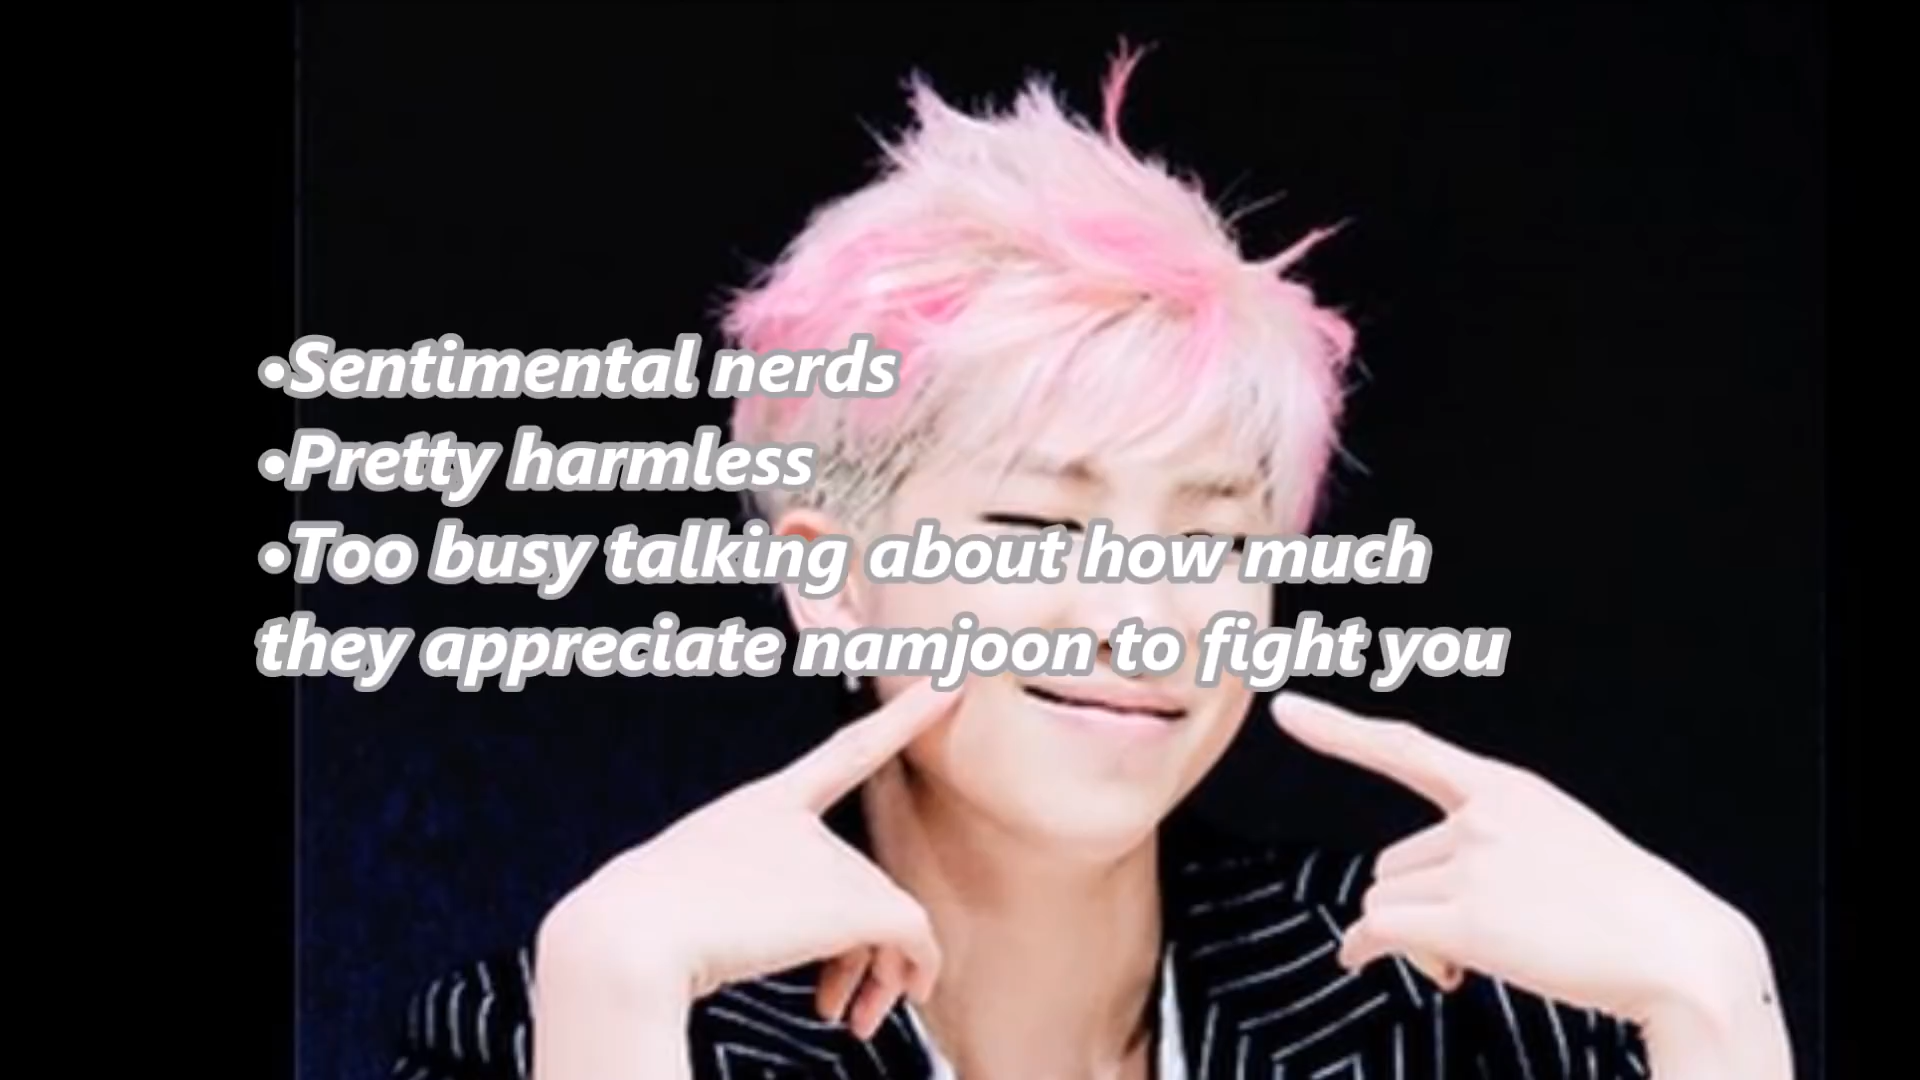 •Sentimental nerds
•Pretty harmless
•Too busy talking about how much
they appreciate namjoon to fight you